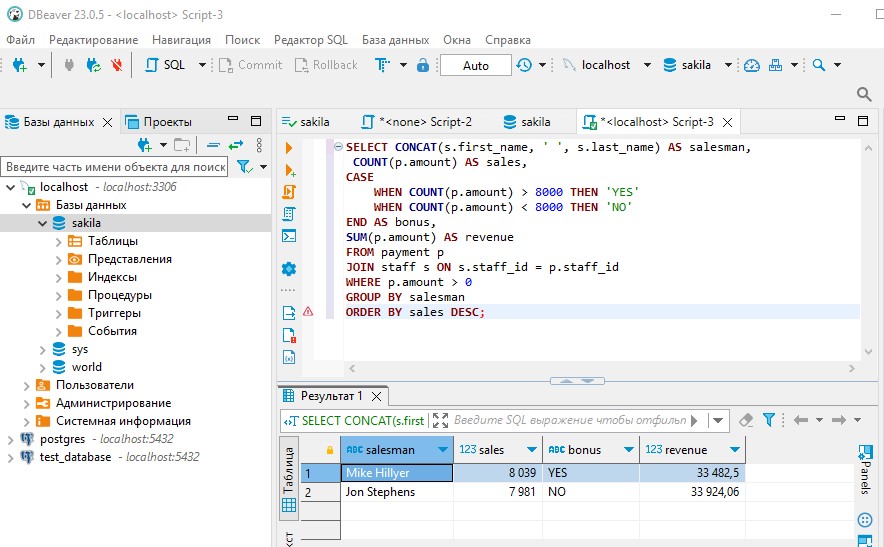 DBeaver 23.0.5 - <localhost> Script-3
Файл Редактирование Навигация Поиск Редактор SQL База данных Окна Справка
SQL Commit Rollback Auto localhost sakila
Базы данных Проекты
sakila *<none> Script-2 sakila *<localhost> Script-3
Введите часть имени объекта для поиск
localhost - localhost:3306
Базы данных
sakila
Таблицы
Представления
Индексы
Процедуры
Триггеры
События
sys
world
Пользователи
Администрирование
Системная информация
postgres - localhost:5432
test_database - localhost:5432
SELECT CONCAT(s.first_name, ' ', s.last_name) AS salesman,
COUNT(p.amount) AS sales,
CASE
WHEN COUNT(p.amount) > 8000 THEN 'YES'
WHEN COUNT(p.amount) < 8000 THEN 'NO'
END AS bonus,
SUM(p.amount) AS revenue
FROM payment p
JOIN staff s ON s.staff_id = p.staff_id
WHERE p.amount > 0
GROUP BY salesman
ORDER BY sales DESC;
Результат 1
SELECT CONCAT(s.first Введите SQL выражение чтобы отфильп
Таблица
ABC salesman 123 sales ABC bonus 123 revenue
1 Mike Hillyer 8 039 YES 33 482,5
2 Jon Stephens 7 981 NO 33 924,06
Panels
кст